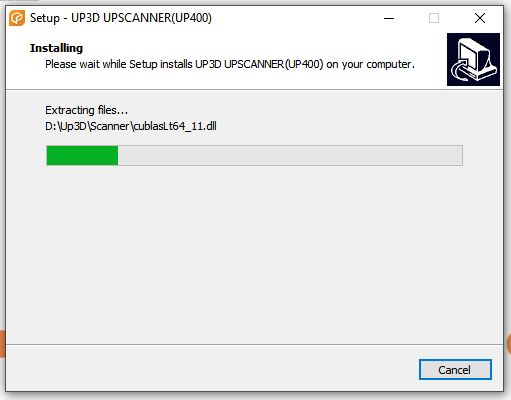 Setup - UP3D UPSCANNER(UP400)
Installing
Please wait while Setup installs UP3D UPSCANNER(UP400) on your computer.
Extracting files...
D:\Up3D\Scanner\cublasLt64_11.dll
Cancel